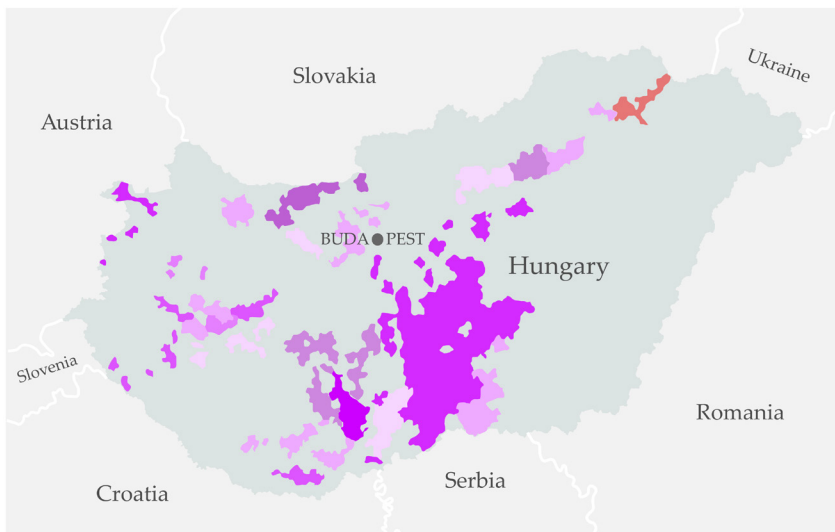 Slovakia
Ukraine
Austria
BUDA PEST
Hungary
Slovenia
Romania
Croatia
Serbia